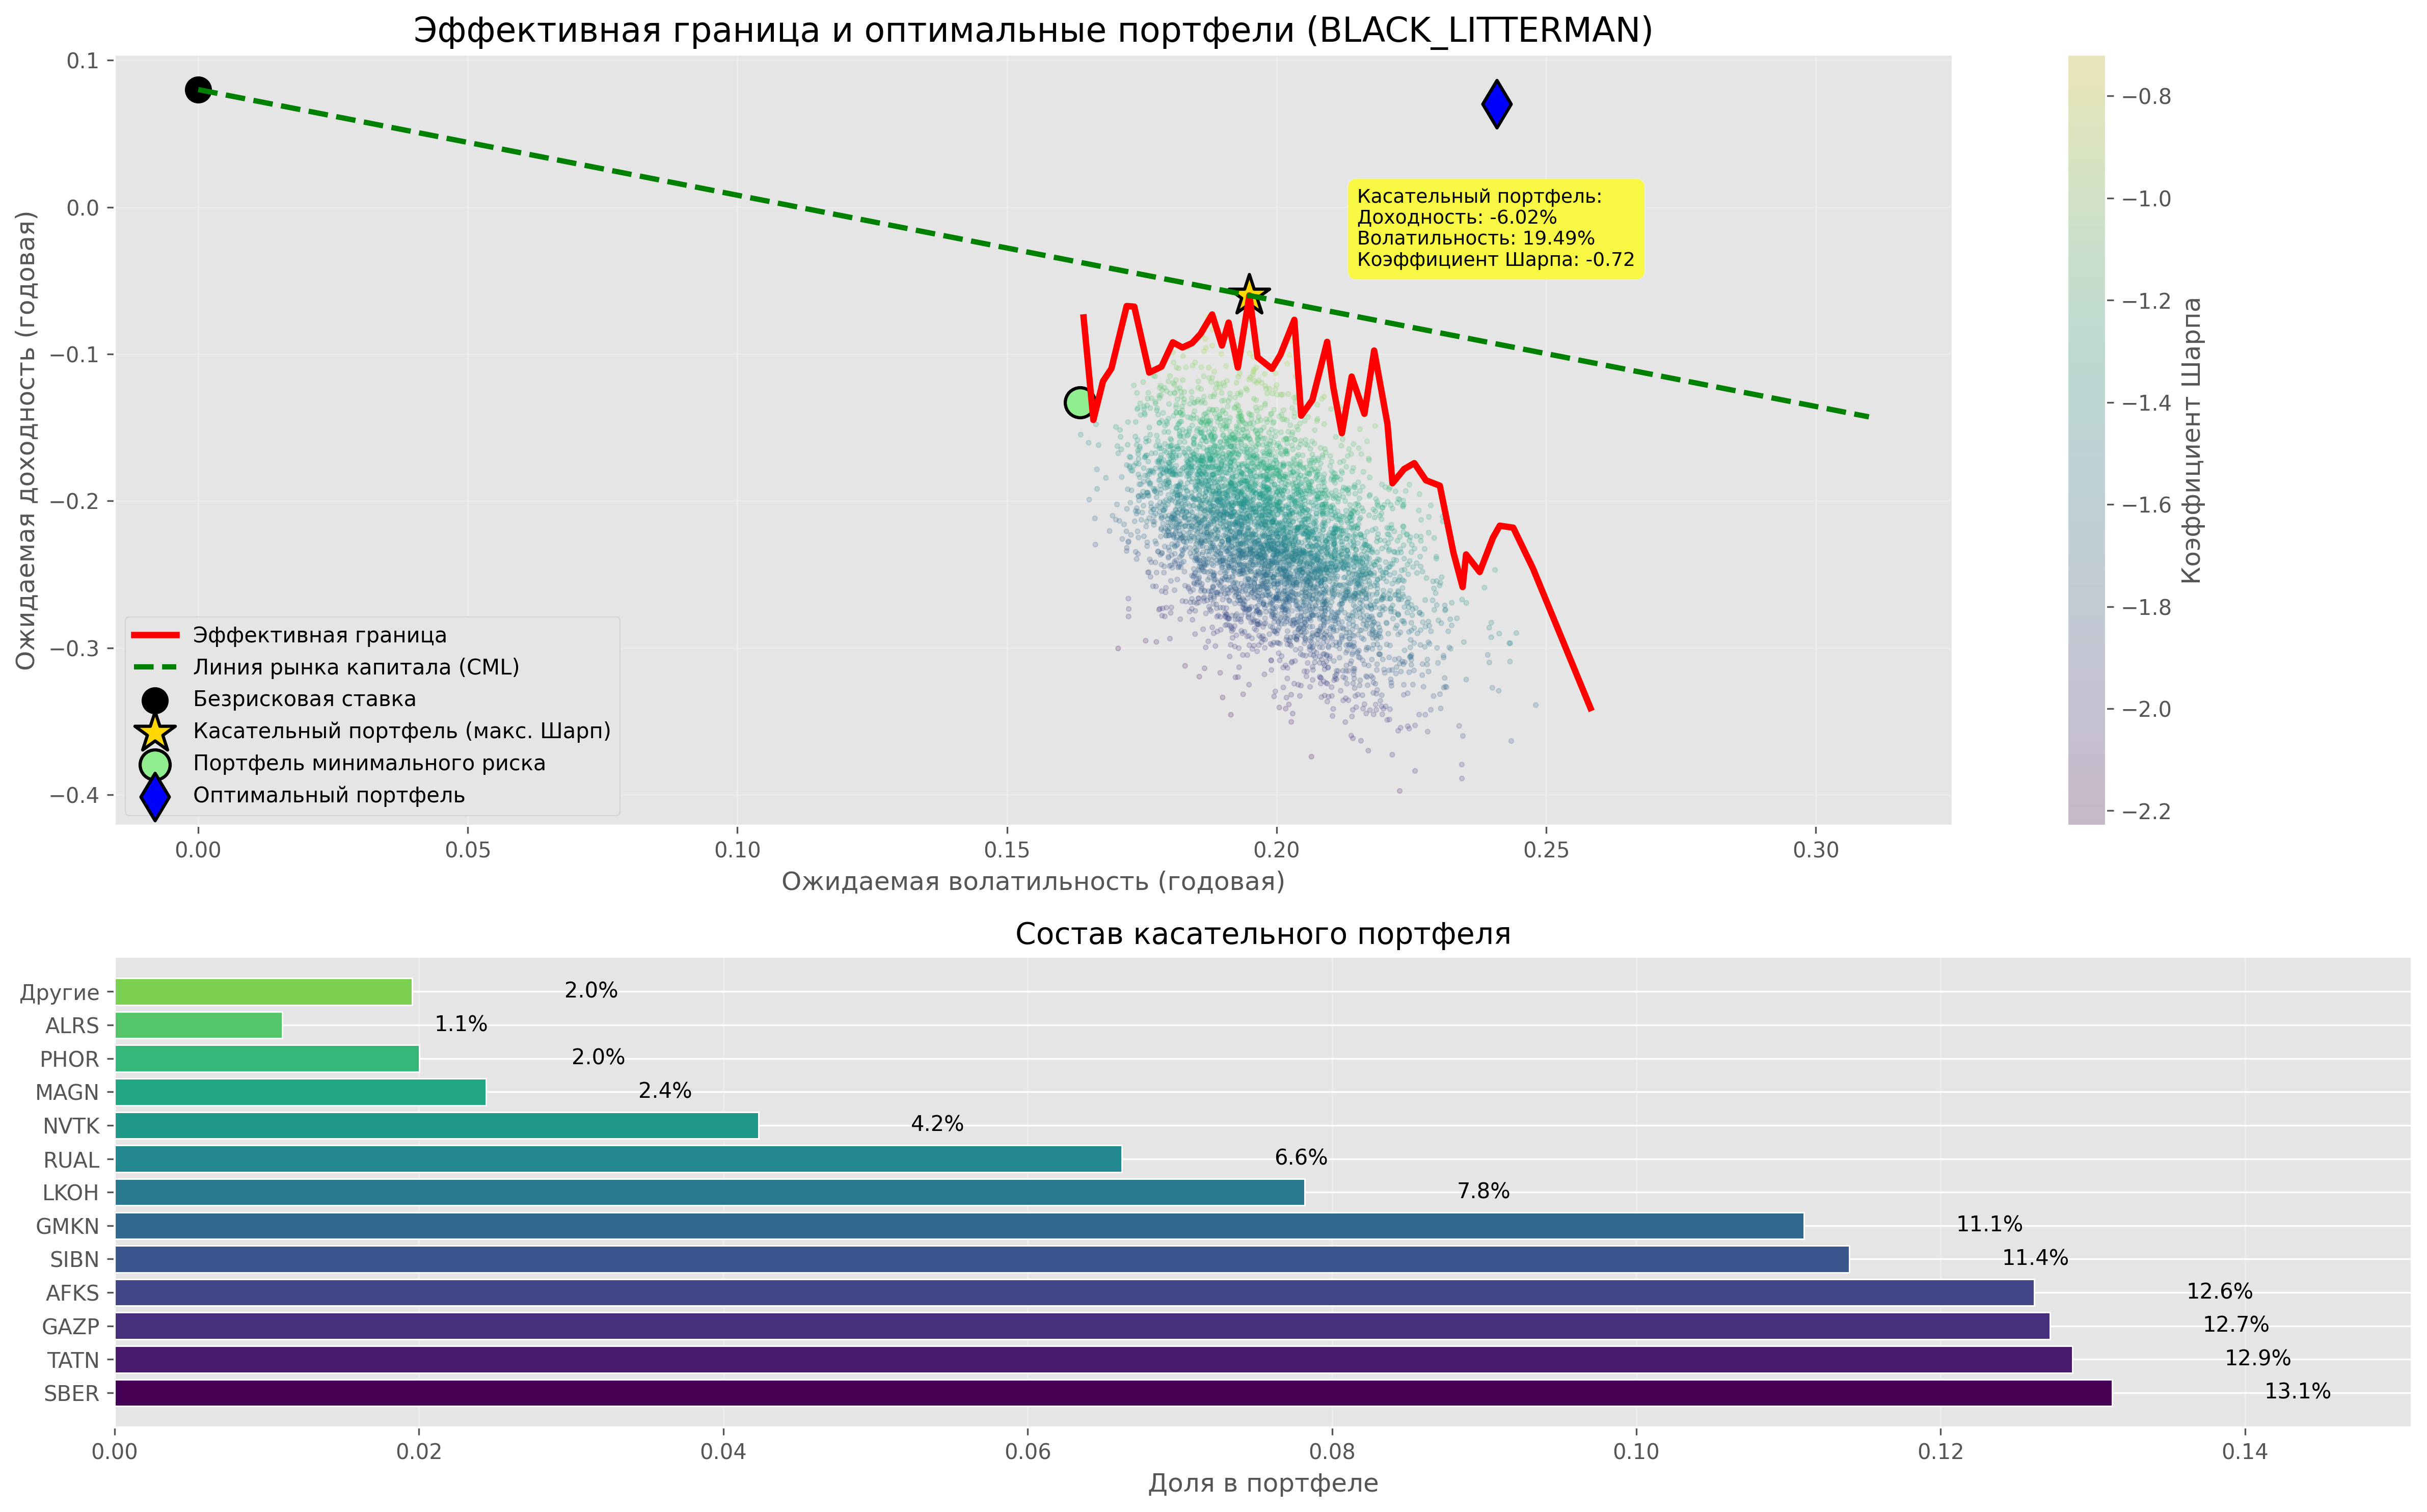 Эффективная граница и оптимальные портфели (BLACK_LITTERMAN)
Ожидаемая доходность (годовая)
0.1
0.0
−0.1
−0.2
−0.3
−0.4
Касательный портфель:
Доходность: -6.02%
Волатильность: 19.49%
Коэффициент Шарпа: -0.72
Эффективная граница
Линия рынка капитала (CML)
Безрисковая ставка
Касательный портфель (макс. Шарп)
Портфель минимального риска
Оптимальный портфель
0.00 0.05 0.10 0.15 0.20 0.25 0.30
Ожидаемая волатильность (годовая)
−0.8
−1.0
−1.2
−1.4
−1.6
−1.8
−2.0
−2.2
Коэффициент Шарпа
Состав касательного портфеля
Другие 2.0%
ALRS 1.1%
PHOR 2.0%
MAGN 2.4%
NVTK 4.2%
RUAL 6.6%
LKOH 7.8%
GMKN 11.1%
SIBN 11.4%
AFKS 12.6%
GAZP 12.7%
TATN 12.9%
SBER 13.1%
0.00 0.02 0.04 0.06 0.08 0.10 0.12 0.14
Доля в портфеле